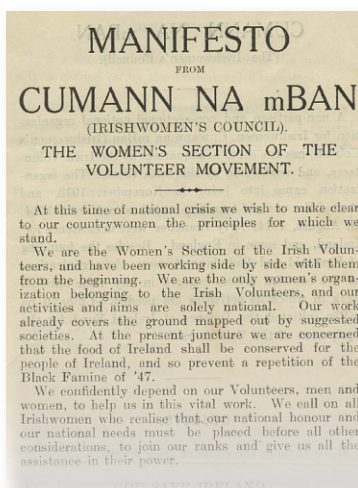 MANIFESTO
FROM
CUMANN NA mBAN
(IRISHWOMEN'S COUNCIL).
THE WOMEN'S SECTION OF THE
VOLUNTEER MOVEMENT.
At this time of national crisis we wish to make clear
to our countrywomen the principles for which we
stand.
We are the Women's Section of the Irish Volun-
teers, and have been working side by side with them
from the beginning. We are the only women's organ-
ization belonging to the Irish Volunteers, and our
activities and aims are solely national. Our work
already covers the ground mapped out by suggested
societies. At the present juncture we are concerned
that the food of Ireland shall be conserved for the
people of Ireland, and so prevent a repetition of the
Black Famine of '47.
We confidently depend on our Volunteers, men and
women, to help us in this vital work. We call on all
Irishwomen who realise that our national honour and
our national needs must be placed before all other
considerations, to join our ranks and give us all the
assistance in their power.
GOD SAVE IRELAND